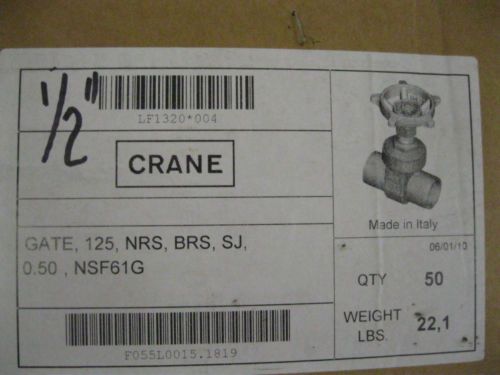 1/2"
LF1320*004
CRANE
Made in Italy
GATE, 125, NRS, BRS, SJ,
0.50 , NSF61G
06/01/10
QTY 50
WEIGHT LBS. 22,1
F055L0015.1819